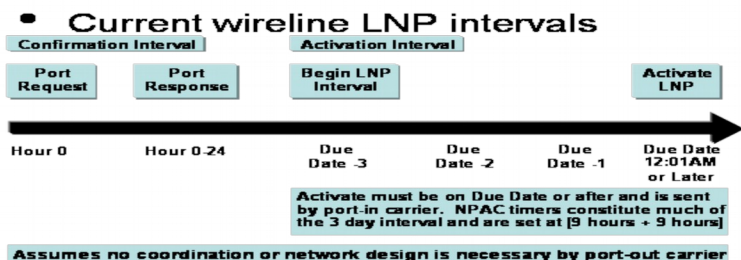 • Current wireline LNP intervals
Confirmation Interval
Activation Interval
Port Request
Port Response
Begin LNP Interval
Activate LNP
Hour 0
Hour 0-24
Due Date -3
Due Date -2
Due Date -1
Due Date 12:01AM or Later
Activate must be on Due Date or after and is sent
by port-in carrier. NPAC timers constitute much of
the 3 day interval and are set at [9 hours + 9 hours]
Assumes no coordination or network design is necessary by port-out carrier